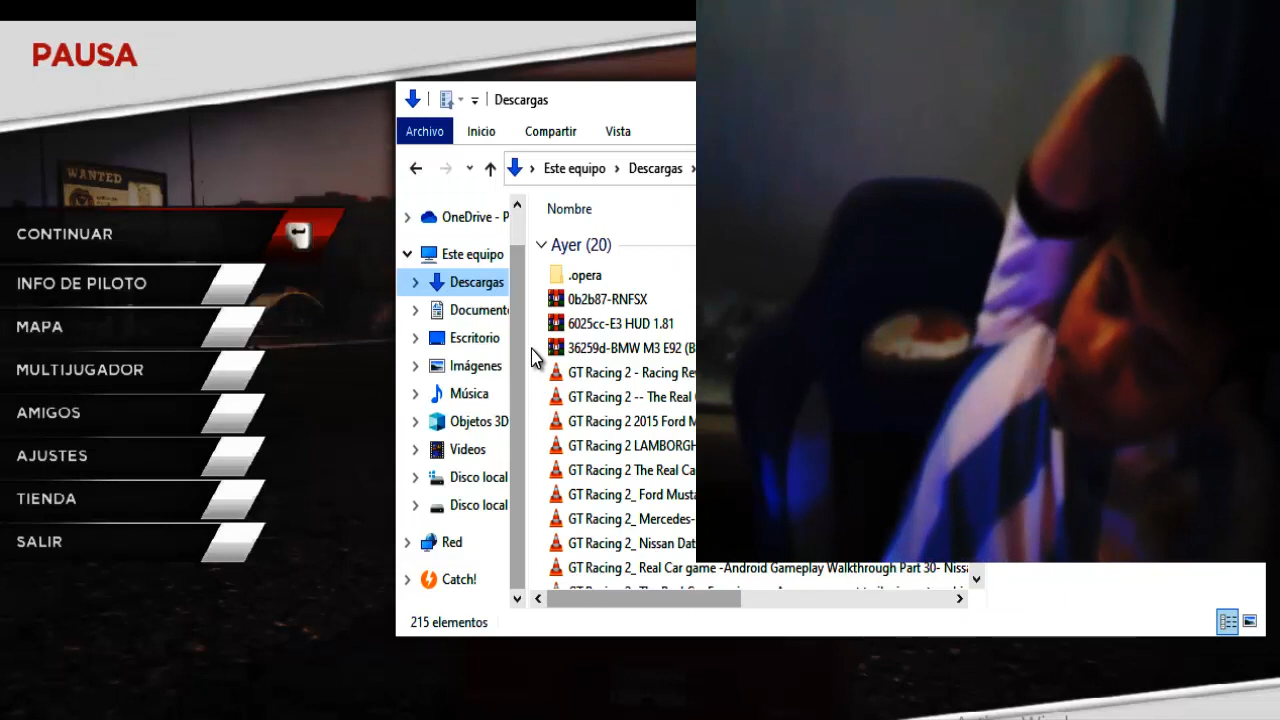 PAUSA
WANTED
CONTINUAR
INFO DE PILOTO
MAPA
MULTIJUGADOR
AMIGOS
AJUSTES
TIENDA
SALIR
Descargas
Archivo Inicio Compartir Vista
Este equipo › Descargas ›
OneDrive - P
Este equipo
Descargas
Document
Escritorio
Imágenes
Música
Objetos 3D
Videos
Disco local
Disco local
Red
Catch!
Nombre
Ayer (20)
.opera
0b2b87-RNFSX
6025cc-E3 HUD 1.81
36259d-BMW M3 E92 (B
GT Racing 2 - Racing Re
GT Racing 2 -- The Real
GT Racing 2 2015 Ford M
GT Racing 2 LAMBORGH
GT Racing 2 The Real Ca
GT Racing 2_ Ford Musta
GT Racing 2_ Mercedes-
GT Racing 2_ Nissan Dat
GT Racing 2_ Real Car game -Android Gameplay Walkthrough Part 30- Nissa
215 elementos